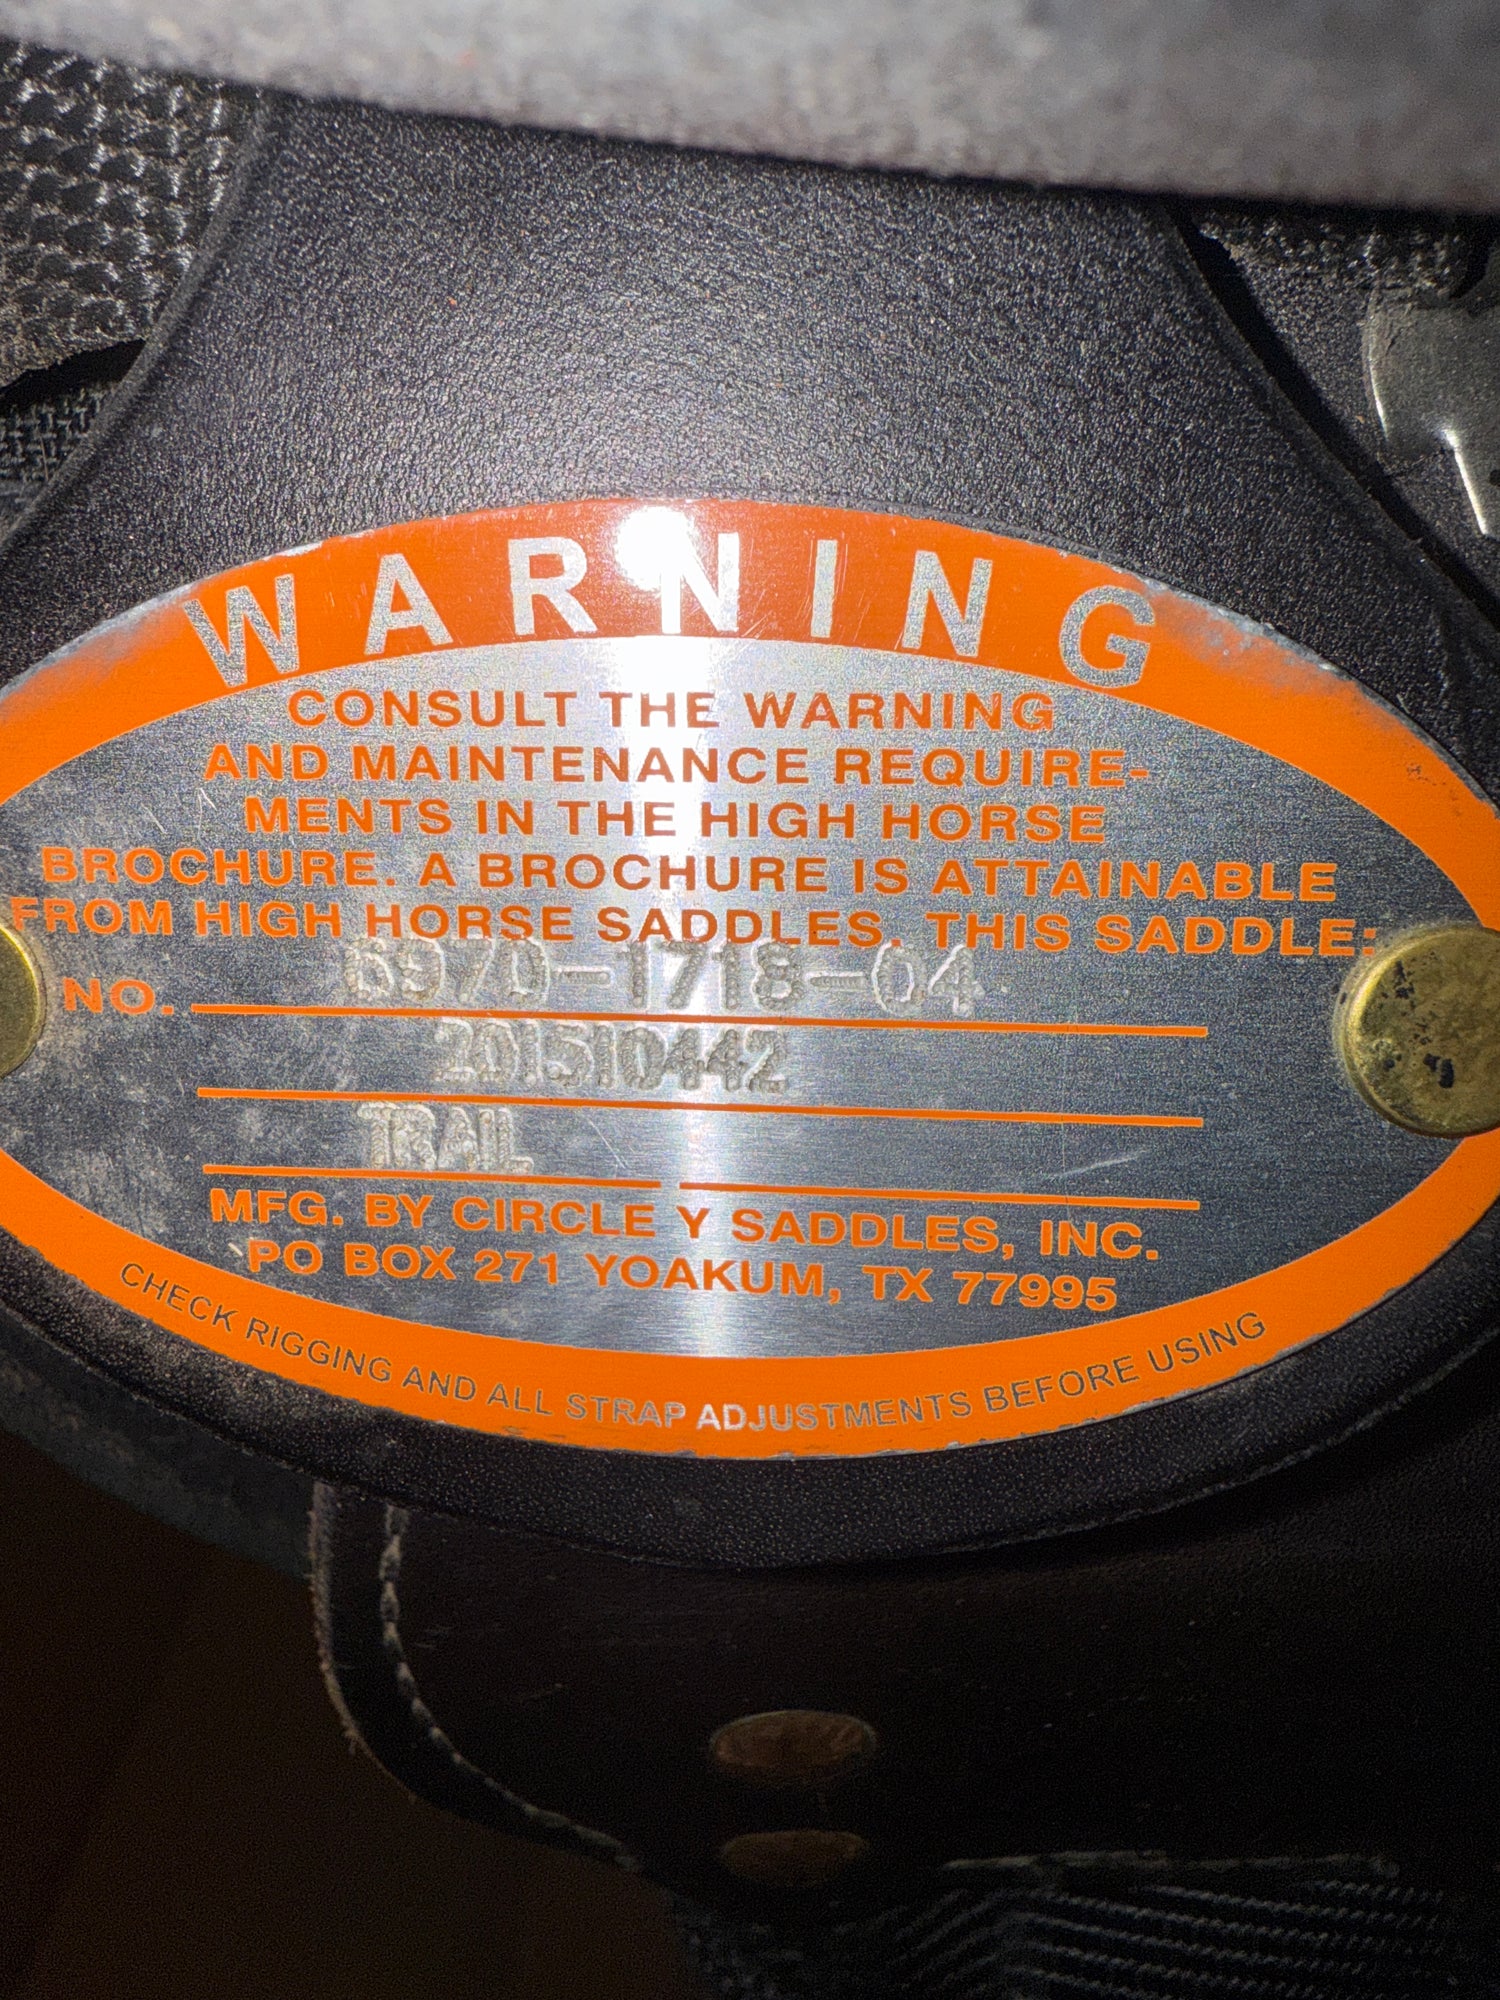 WARNING
CONSULT THE WARNING
AND MAINTENANCE REQUIRE-
MENTS IN THE HIGH HORSE
BROCHURE. A BROCHURE IS ATTAINABLE
FROM HIGH HORSE SADDLES. THIS SADDLE:
NO. 6970-1718-04
201510442
TRAIL
MFG. BY CIRCLE Y SADDLES, INC.
PO BOX 271 YOAKUM, TX 77995
CHECK RIGGING AND ALL STRAP ADJUSTMENTS BEFORE USING